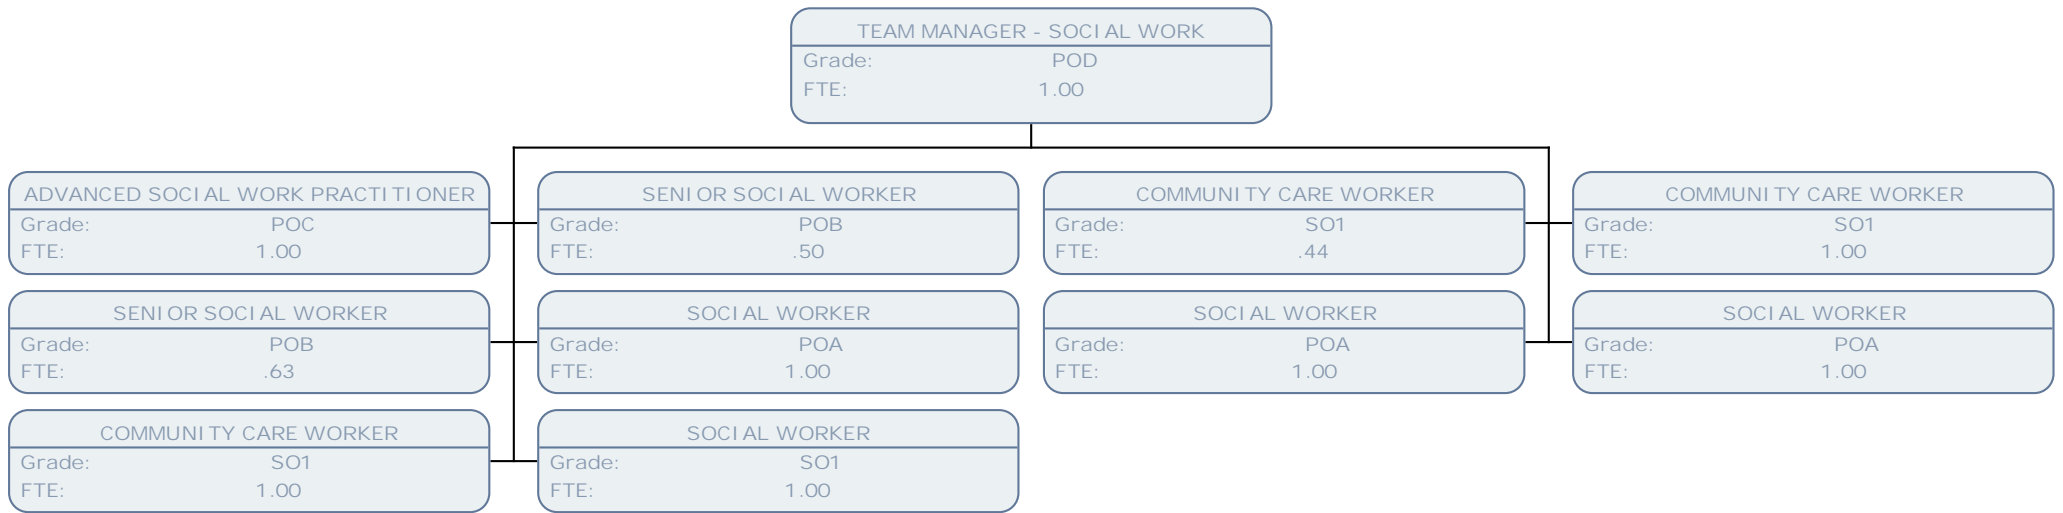 TEAM MANAGER - SOCIAL WORK
Grade: POD
FTE: 1.00
ADVANCED SOCIAL WORK PRACTITIONER
Grade: POC
FTE: 1.00
SENIOR SOCIAL WORKER
Grade: POB
FTE: .50
COMMUNITY CARE WORKER
Grade: SO1
FTE: .44
COMMUNITY CARE WORKER
Grade: SO1
FTE: 1.00
SENIOR SOCIAL WORKER
Grade: POB
FTE: .63
SOCIAL WORKER
Grade: POA
FTE: 1.00
SOCIAL WORKER
Grade: POA
FTE: 1.00
SOCIAL WORKER
Grade: POA
FTE: 1.00
COMMUNITY CARE WORKER
Grade: SO1
FTE: 1.00
SOCIAL WORKER
Grade: SO1
FTE: 1.00